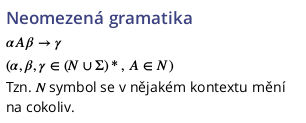 Neomezená gramatika
αAβ → γ
(α, β, γ ∈ (N ∪ Σ) * , A ∈ N)
Tzn. N symbol se v nějakém kontextu mění
na cokoliv.